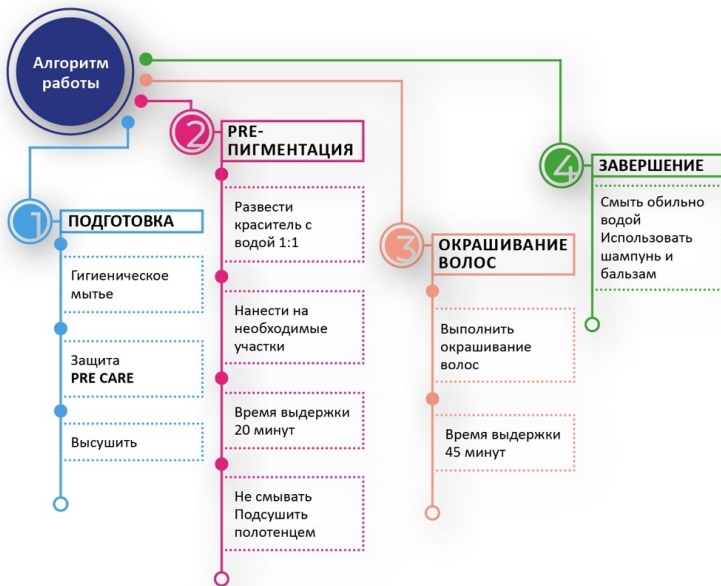 Алгоритм
работы
1
ПОДГОТОВКА
Гигиеническое
мытье
Защита
PRE CARE
Высушить
2
PRE-
ПИГМЕНТАЦИЯ
Развести
краситель с
водой 1:1
Нанести на
необходимые
участки
Время выдержки
20 минут
Не смывать
Подсушить
полотенцем
3
ОКРАШИВАНИЕ
ВОЛОС
Выполнить
окрашивание
волос
Время выдержки
45 минут
4
ЗАВЕРШЕНИЕ
Смыть обильно
водой
Использовать
шампунь и
бальзам